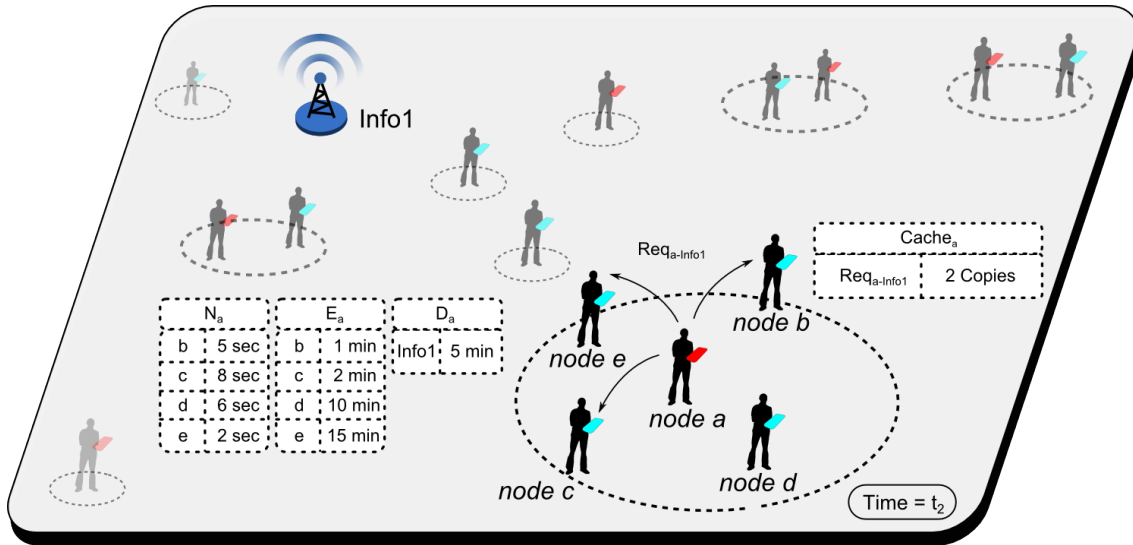 Info1
Req a-Info1
Cache a
Req a-Info1 2 Copies
N a
b 5 sec
c 8 sec
d 6 sec
e 2 sec
E a
b 1 min
c 2 min
d 10 min
e 15 min
D a
Info1 5 min
node b
node e
node a
node c
node d
Time = t2